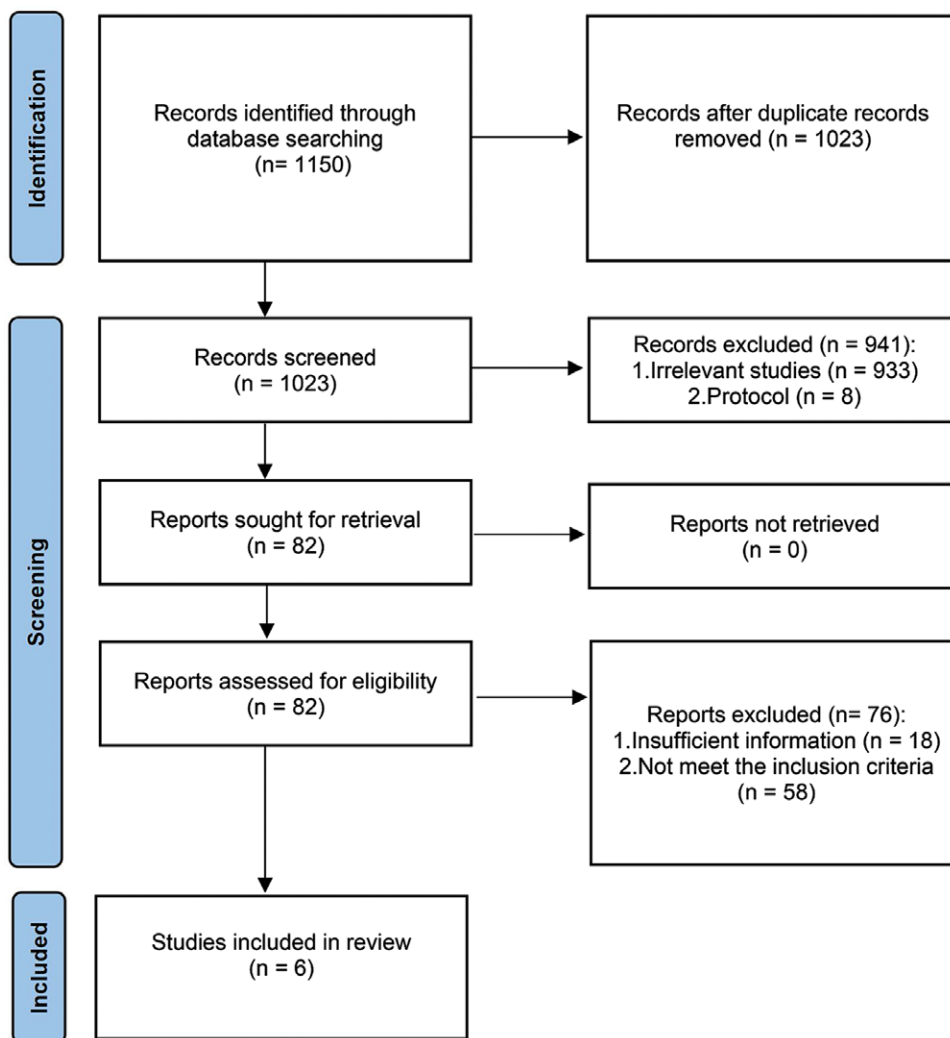 Identification
Records identified through
database searching
(n= 1150)
Records after duplicate records
removed (n = 1023)
Screening
Records screened
(n = 1023)
Records excluded (n = 941):
1.Irrelevant studies (n = 933)
2.Protocol (n = 8)
Reports sought for retrieval
(n = 82)
Reports not retrieved
(n = 0)
Reports assessed for eligibility
(n = 82)
Reports excluded (n= 76):
1.Insufficient information (n = 18)
2.Not meet the inclusion criteria
(n = 58)
Included
Studies included in review
(n = 6)